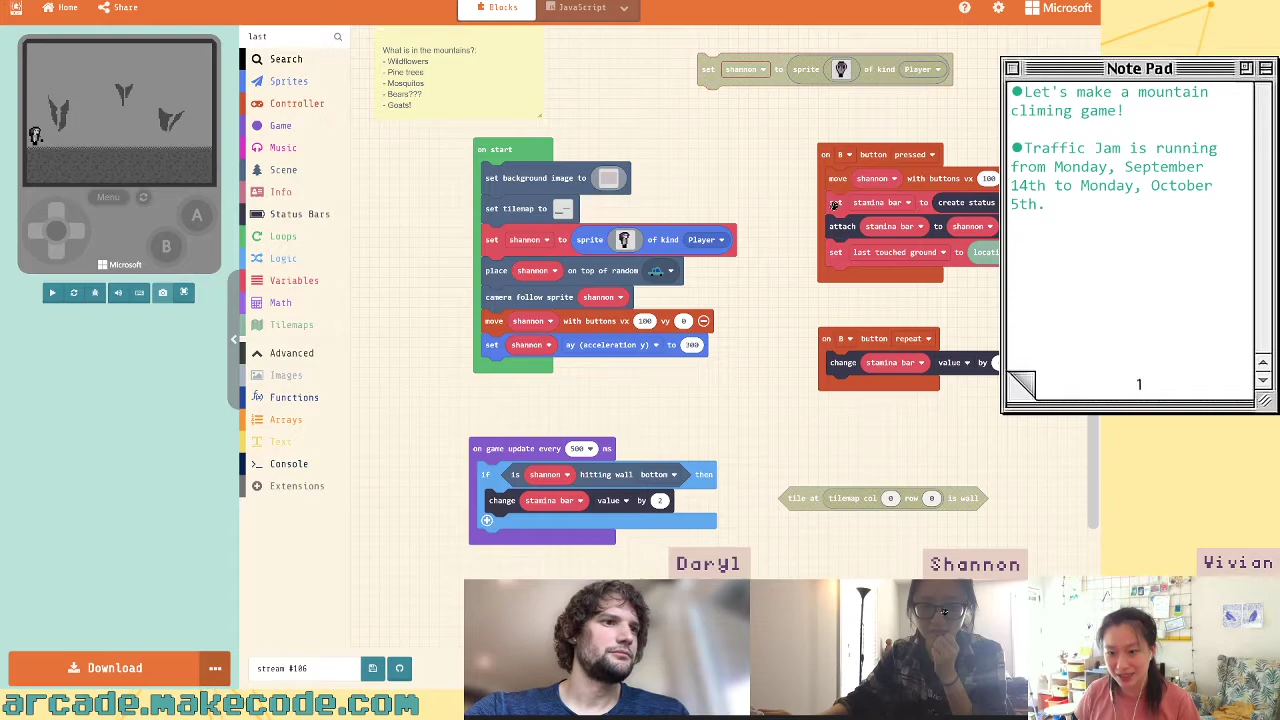 Home
Share
Blocks
JavaScript
Microsoft
last
Search
Sprites
Controller
Game
Music
Scene
Info
Status Bars
Loops
Logic
Variables
Math
Tilemaps
Advanced
Images
Functions
Arrays
Text
Console
Extensions
Menu
A
B
Microsoft
What is in the mountains?:
- Wildflowers
- Pine trees
- Mosquitos
- Bears???
- Goats!
set shannon to sprite of kind Player
on start
set background image to
set tilemap to
set shannon to sprite of kind Player
place shannon on top of random
camera follow sprite shannon
move shannon with buttons vx 100 vy 0
set shannon ay (acceleration y) to 300
on B button pressed
move shannon with buttons vx 100
set stamina bar to create status
attach stamina bar to shannon
set last touched ground to locati
on B button repeat
change stamina bar value by
on game update every 500 ms
if is shannon hitting wall bottom then
change stamina bar value by 2
tile at tilemap col 0 row 0 is wall
Note Pad
●Let's make a mountain
climing game!
●Traffic Jam is running
from Monday, September
14th to Monday, October
5th.
1
Daryl
Shannon
Vivian
Download
stream #106
arcade.makecode.com